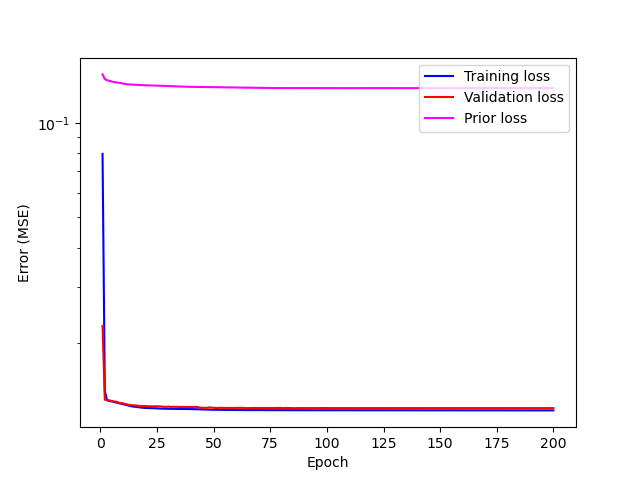 Training loss
Validation loss
Prior loss
10⁻¹
Error (MSE)
0 25 50 75 100 125 150 175 200
Epoch